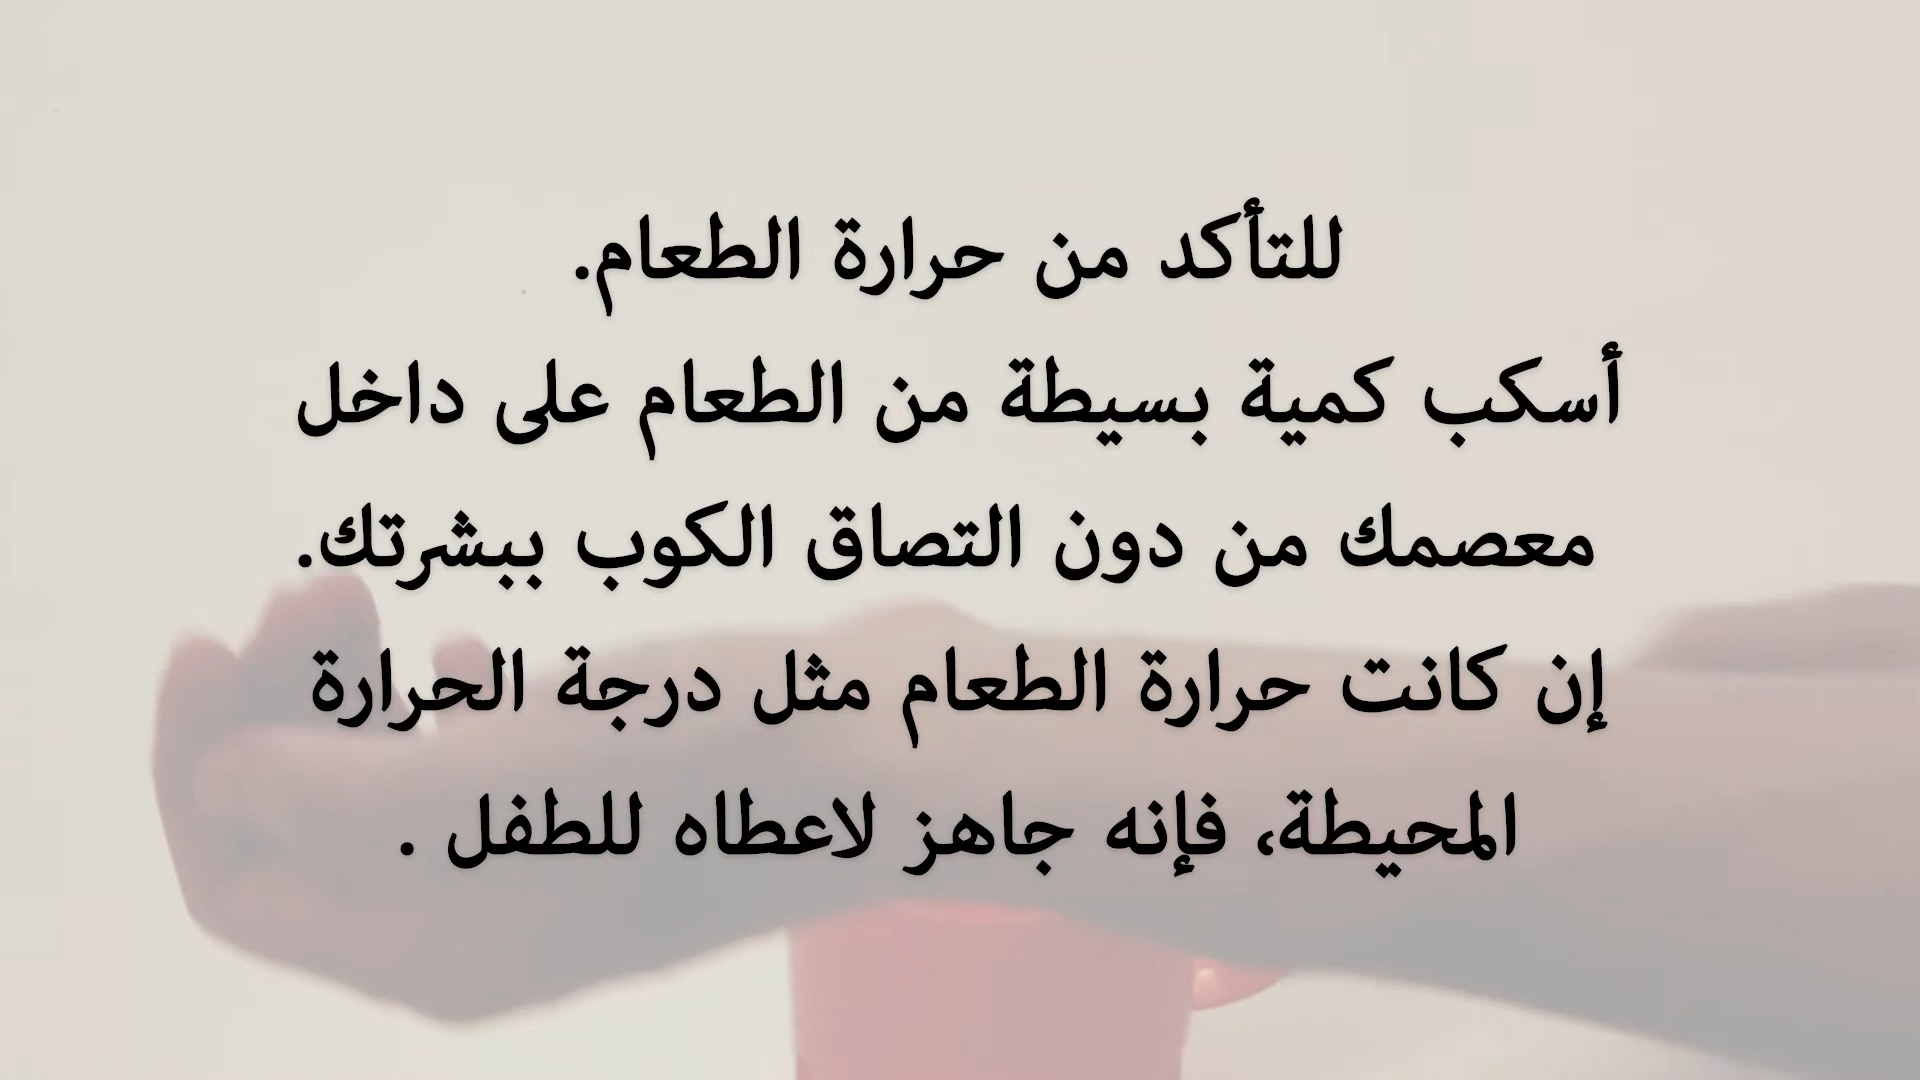 للتأكد من حرارة الطعام.
أسكب كمية بسيطة من الطعام على داخل
معصمك من دون التصاق الكوب ببشرتك.
إن كانت حرارة الطعام مثل درجة الحرارة
المحيطة، فإنه جاهز لاعطاه للطفل .